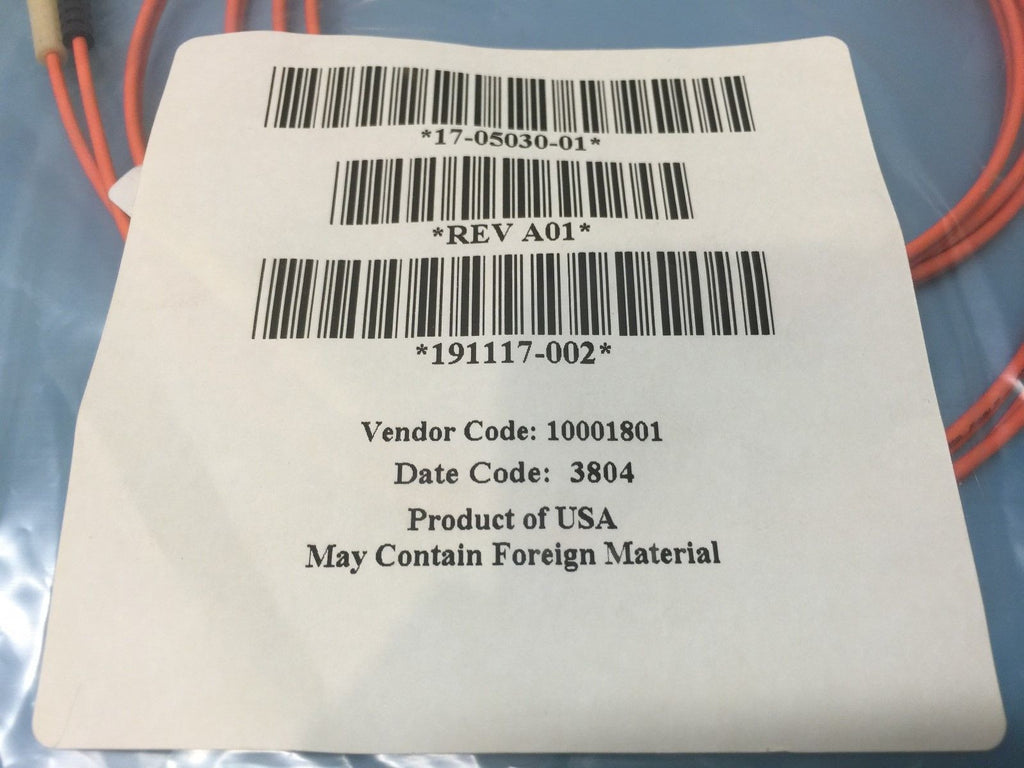 *17-05030-01*
*REV A01*
*191117-002*
Vendor Code: 10001801
Date Code: 3804
Product of USA
May Contain Foreign Material